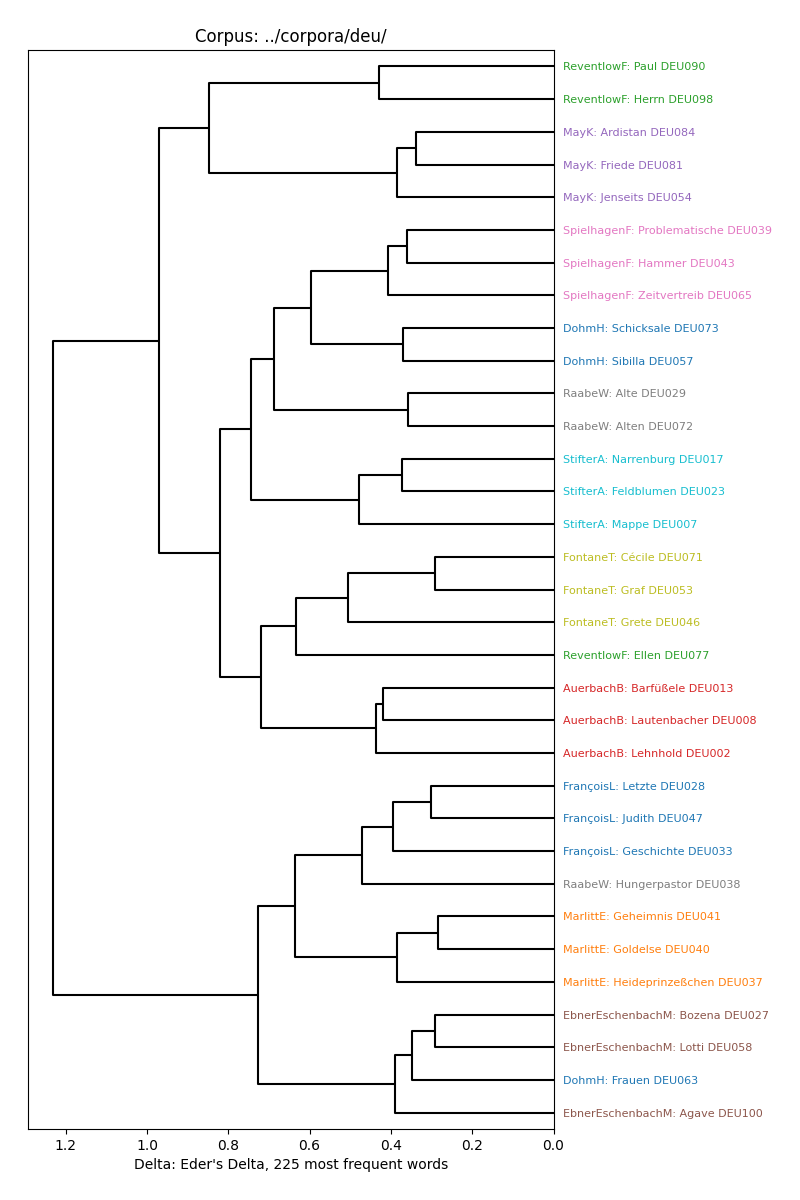 Corpus: ../corpora/deu/
ReventlowF: Paul DEU090
ReventlowF: Herrn DEU098
MayK: Ardistan DEU084
MayK: Friede DEU081
MayK: Jenseits DEU054
SpielhagenF: Problematische DEU039
SpielhagenF: Hammer DEU043
SpielhagenF: Zeitvertreib DEU065
DohmH: Schicksale DEU073
DohmH: Sibilla DEU057
RaabeW: Alte DEU029
RaabeW: Alten DEU072
StifterA: Narrenburg DEU017
StifterA: Feldblumen DEU023
StifterA: Mappe DEU007
FontaneT: Cécile DEU071
FontaneT: Graf DEU053
FontaneT: Grete DEU046
ReventlowF: Ellen DEU077
AuerbachB: Barfüßele DEU013
AuerbachB: Lautenbacher DEU008
AuerbachB: Lehnhold DEU002
FrançoisL: Letzte DEU028
FrançoisL: Judith DEU047
FrançoisL: Geschichte DEU033
RaabeW: Hungerpastor DEU038
MarlittE: Geheimnis DEU041
MarlittE: Goldelse DEU040
MarlittE: Heideprinzeßchen DEU037
EbnerEschenbachM: Bozena DEU027
EbnerEschenbachM: Lotti DEU058
DohmH: Frauen DEU063
EbnerEschenbachM: Agave DEU100
1.2 1.0 0.8 0.6 0.4 0.2 0.0
Delta: Eder's Delta, 225 most frequent words